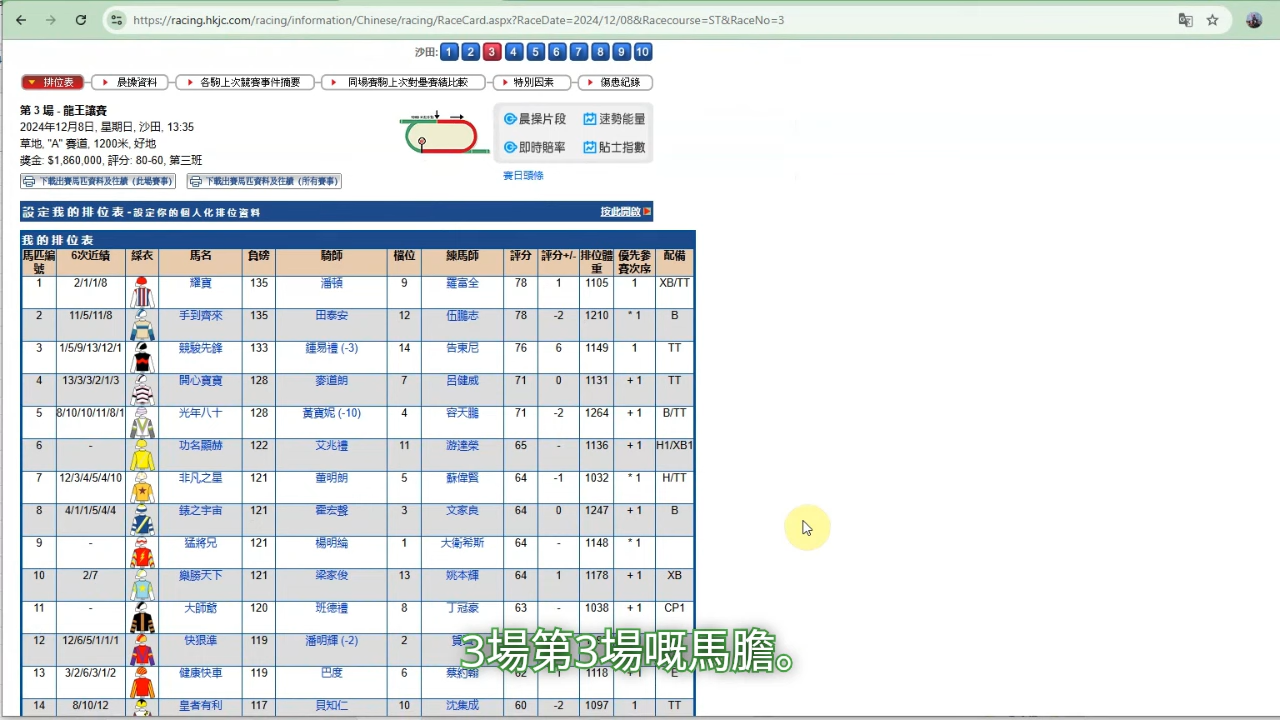 https://racing.hkjc.com/racing/information/Chinese/racing/RaceCard.aspx?RaceDate=2024/12/08&Racecourse=ST&RaceNo=3
沙田: 1 2 3 4 5 6 7 8 9 10
排位表 晨操資料 各駒上次競賽事件摘要 同場賽駒上次對壘賽績比較 特別因素 傷患紀錄
第 3 場 - 龍王讓賽
2024年12月8日, 星期日, 沙田, 13:35
草地, "A" 賽道, 1200米, 好地
獎金: $1,860,000, 評分: 80-60, 第三班
晨操片段 速勢能量
即時賠率 貼士指數
賽日頭條
下載出賽馬匹資料及往績 (此場賽事) 下載出賽馬匹資料及往績 (所有賽事)
設定我的排位表 - 設定你的個人化排位資料 按此開啟
我的排位表
馬匹編號 6次近績 綵衣 馬名 負磅 騎師 檔位 練馬師 評分 評分+/- 排位體重 優先參賽次序 配備
1 2/1/1/8 耀寶 135 潘頓 9 羅富全 78 1 1105 1 XB/TT
2 11/5/11/8 手到齊來 135 田泰安 12 伍鵬志 78 -2 1210 * 1 B
3 1/5/9/13/12/1 競駿先鋒 133 鍾易禮 (-3) 14 告東尼 76 6 1149 1 TT
4 13/3/3/2/1/3 開心寶寶 128 麥道朗 7 呂健威 71 0 1131 + 1 TT
5 8/10/10/11/8/1 光年八十 128 黃寶妮 (-10) 4 容天鵬 71 -2 1264 + 1 B/TT
6 - 功名顯赫 122 艾兆禮 11 游達榮 65 - 1136 + 1 H1/XB1
7 12/3/4/5/4/10 非凡之星 121 董明朗 5 蘇偉賢 64 -1 1032 * 1 H/TT
8 4/1/1/5/4/4 錶之宇宙 121 霍宏聲 3 文家良 64 0 1247 + 1 B
9 - 猛將兄 121 楊明綸 1 大衛希斯 64 - 1148 * 1
10 2/7 樂勝天下 121 梁家俊 13 姚本輝 64 1 1178 + 1 XB
11 - 大師爺 120 班德禮 8 丁冠豪 63 - 1038 + 1 CP1
12 12/6/5/1/1/1 快狠準 119 潘明輝 (-2) 2
13 3/2/6/3/1/2 健康快車 119 巴度 6 蔡約翰 62 1118 + 1 E
14 8/10/12 皇者有利 117 貝知仁 10 沈集成 60 -2 1097 1 TT
3場第3場嘅馬膽。